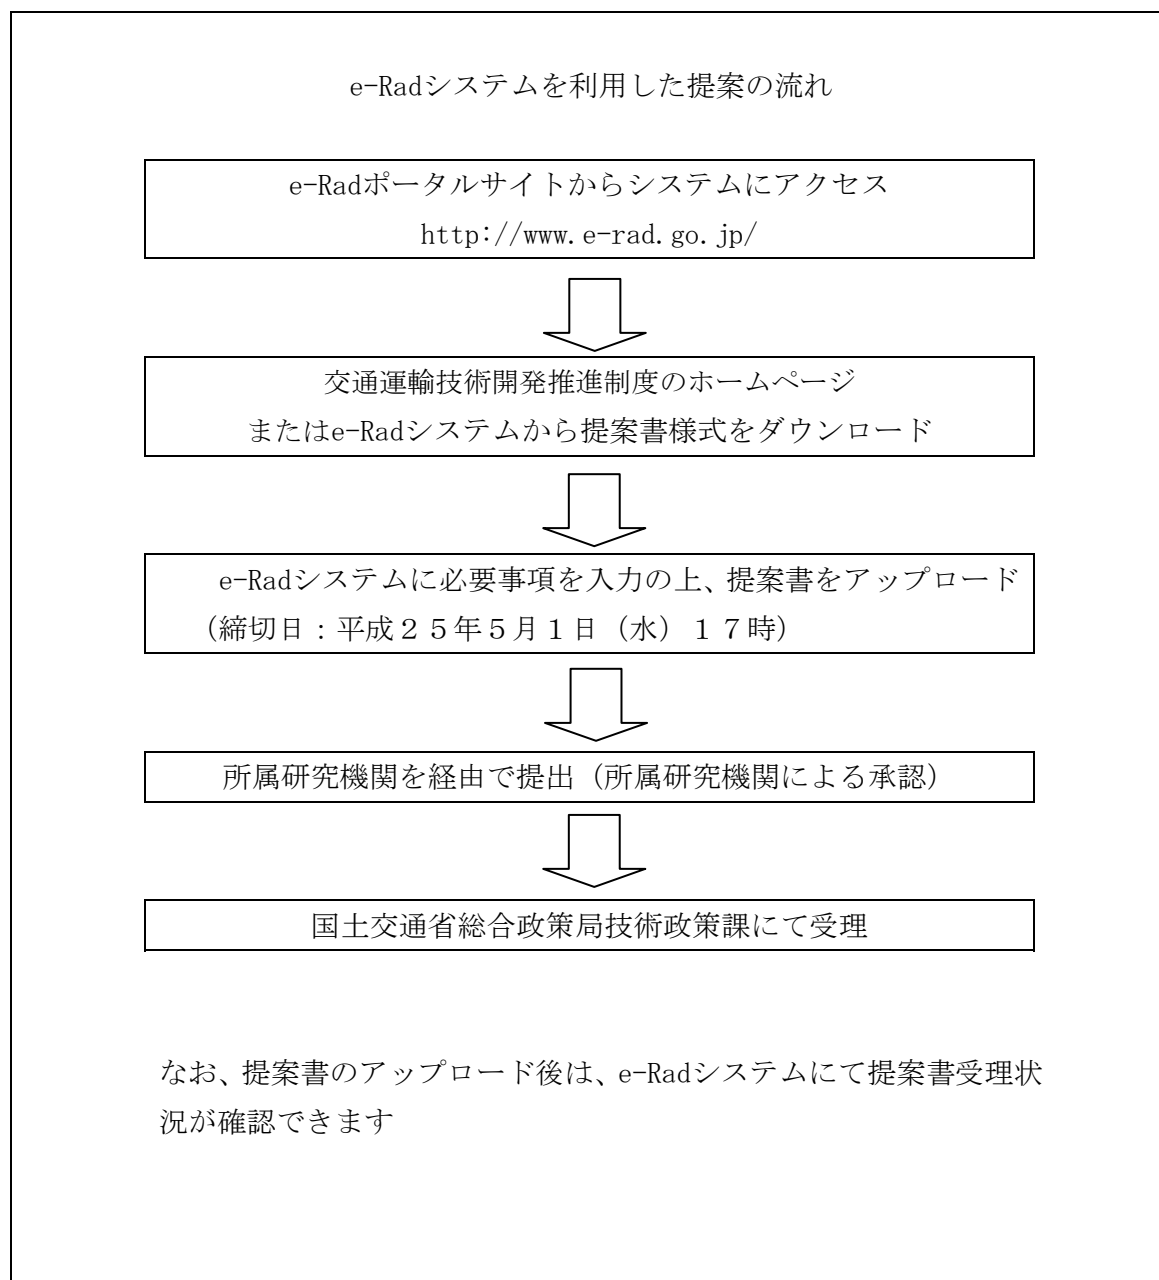 e-Radシステムを利用した提案の流れ
e-Radポータルサイトからシステムにアクセス
http://www.e-rad.go.jp/
交通運輸技術開発推進制度のホームページ
またはe-Radシステムから提案書様式をダウンロード
e-Radシステムに必要事項を入力の上、提案書をアップロード
（締切日：平成２５年５月１日（水）１７時）
所属研究機関を経由で提出（所属研究機関による承認）
国土交通省総合政策局技術政策課にて受理
なお、提案書のアップロード後は、e-Radシステムにて提案書受理状
況が確認できます